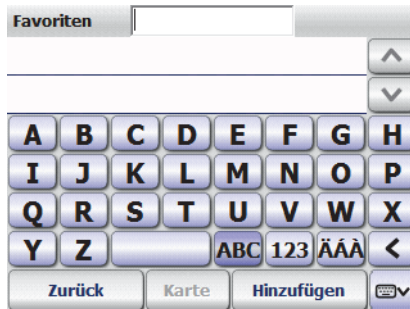 Favoriten
A B C D E F G H
I J K L M N O P
Q R S T U V W X
Y Z ABC 123 ÄÁÀ <
Zurück Karte Hinzufügen